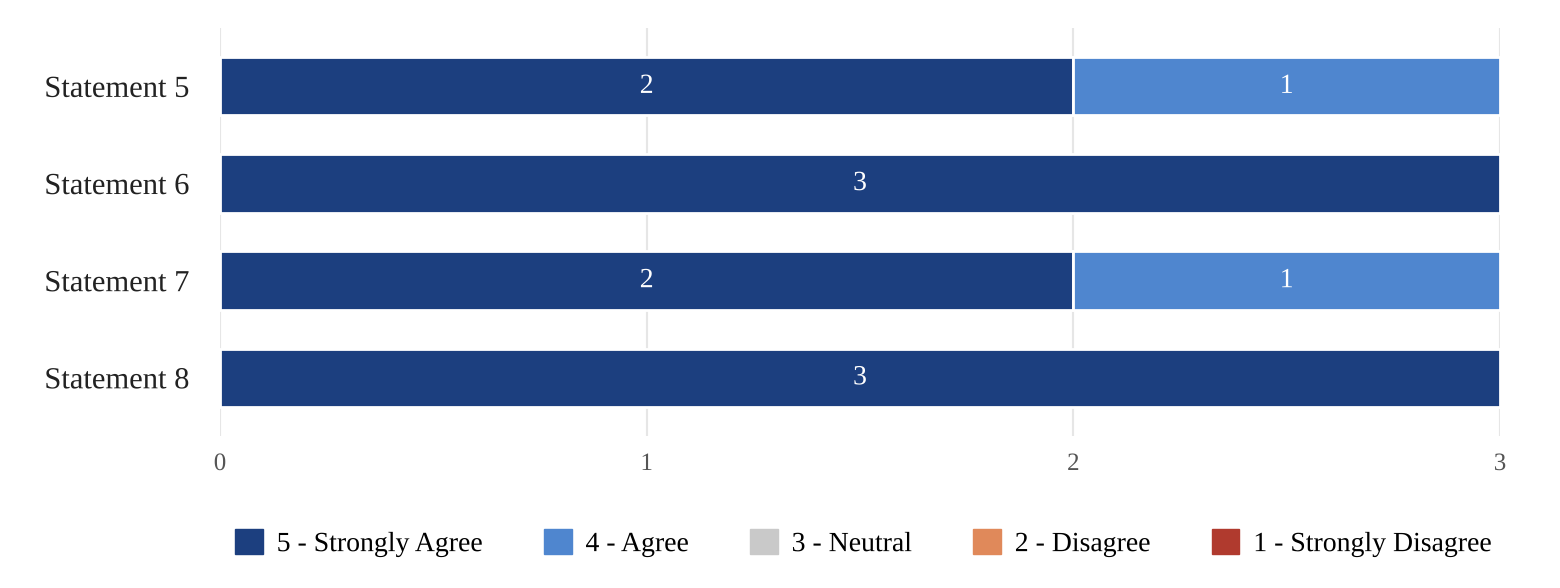 Statement 5 2 1
Statement 6 3
Statement 7 2 1
Statement 8 3
0 1 2 3
5 - Strongly Agree 4 - Agree 3 - Neutral 2 - Disagree 1 - Strongly Disagree